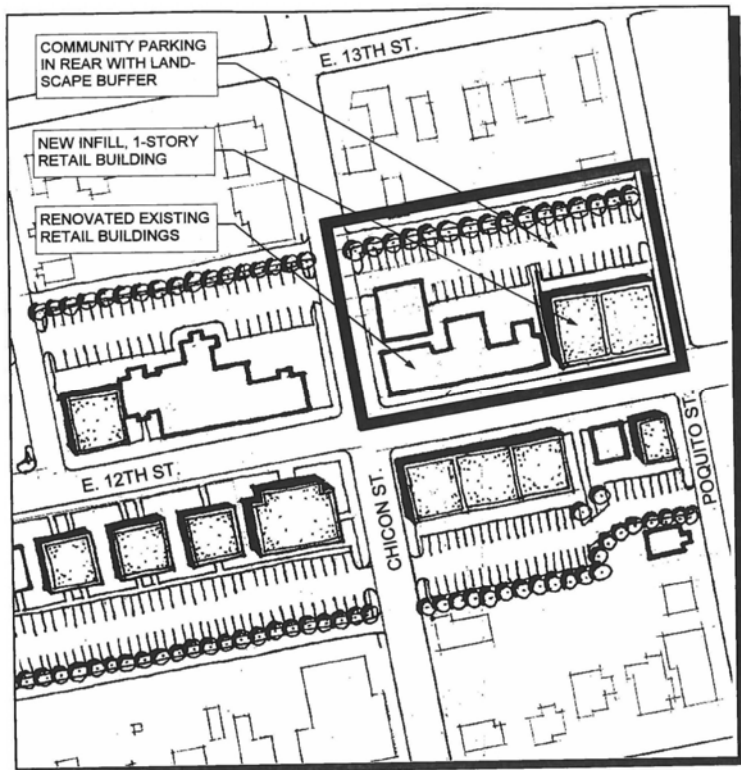 COMMUNITY PARKING
IN REAR WITH LAND-
SCAPE BUFFER
E. 13TH ST.
NEW INFILL, 1-STORY
RETAIL BUILDING
RENOVATED EXISTING
RETAIL BUILDINGS
E. 12TH ST.
CHICON ST.
POQUITO ST.